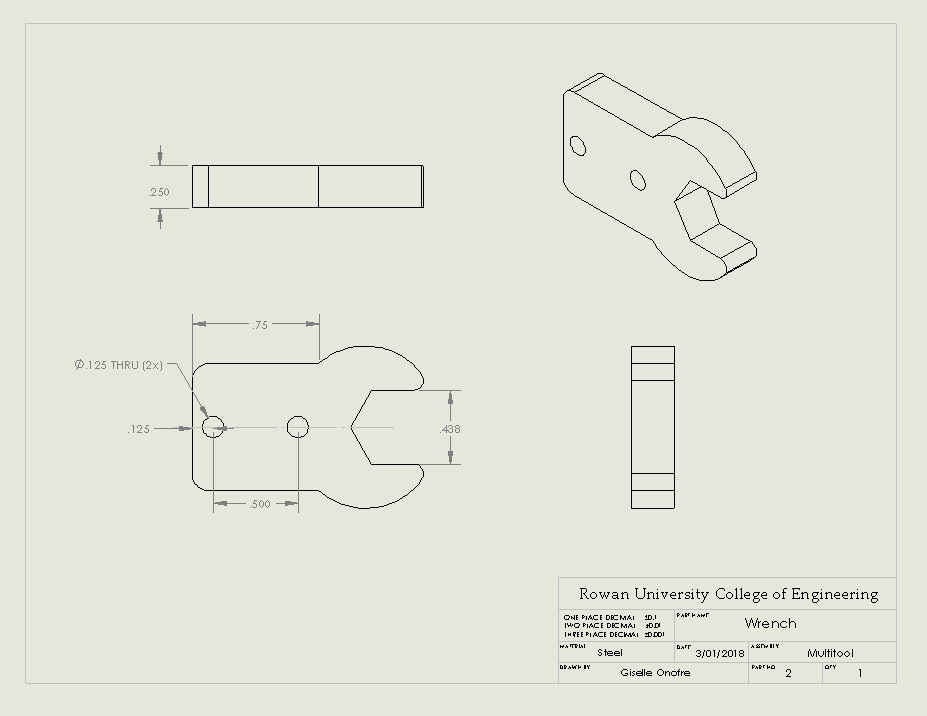 .250
.75
Ø.125 THRU (2x)
.125
.438
.500
Rowan University College of Engineering
ONE PLACE DECIMAL ±0.1
TWO PLACE DECIMAL ±0.01
THREE PLACE DECIMAL ±0.001
PART NAME
Wrench
MATERIAL Steel
DATE 3/01/2018
ASSEMBLY Multitool
DRAWN BY Giselle Onofre
PART NO. 2
QTY 1